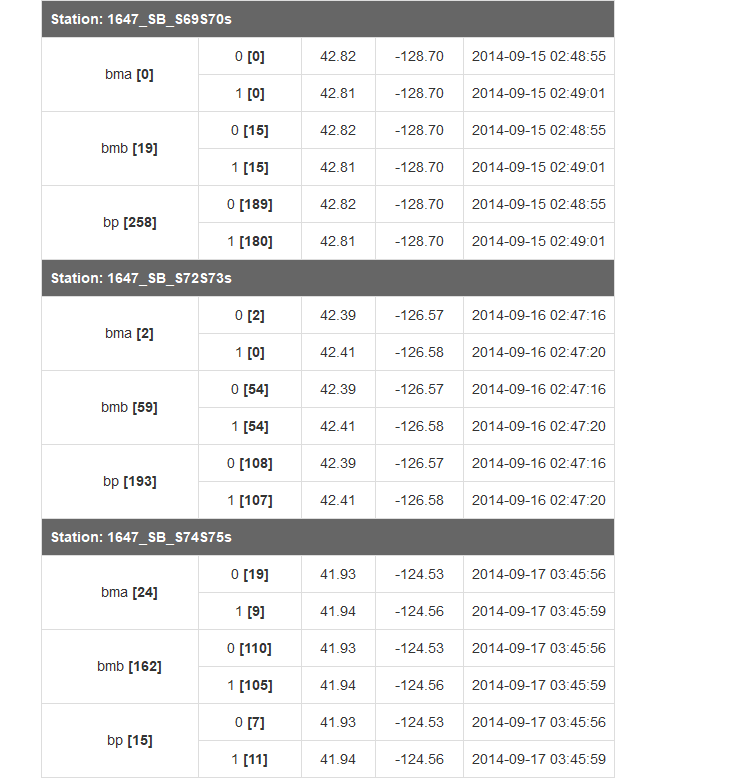 Station: 1647_SB_S69S70s
bma [0]
0 [0] 42.82 -128.70 2014-09-15 02:48:55
1 [0] 42.81 -128.70 2014-09-15 02:49:01
bmb [19]
0 [15] 42.82 -128.70 2014-09-15 02:48:55
1 [15] 42.81 -128.70 2014-09-15 02:49:01
bp [258]
0 [189] 42.82 -128.70 2014-09-15 02:48:55
1 [180] 42.81 -128.70 2014-09-15 02:49:01
Station: 1647_SB_S72S73s
bma [2]
0 [2] 42.39 -126.57 2014-09-16 02:47:16
1 [0] 42.41 -126.58 2014-09-16 02:47:20
bmb [59]
0 [54] 42.39 -126.57 2014-09-16 02:47:16
1 [54] 42.41 -126.58 2014-09-16 02:47:20
bp [193]
0 [108] 42.39 -126.57 2014-09-16 02:47:16
1 [107] 42.41 -126.58 2014-09-16 02:47:20
Station: 1647_SB_S74S75s
bma [24]
0 [19] 41.93 -124.53 2014-09-17 03:45:56
1 [9] 41.94 -124.56 2014-09-17 03:45:59
bmb [162]
0 [110] 41.93 -124.53 2014-09-17 03:45:56
1 [105] 41.94 -124.56 2014-09-17 03:45:59
bp [15]
0 [7] 41.93 -124.53 2014-09-17 03:45:56
1 [11] 41.94 -124.56 2014-09-17 03:45:59